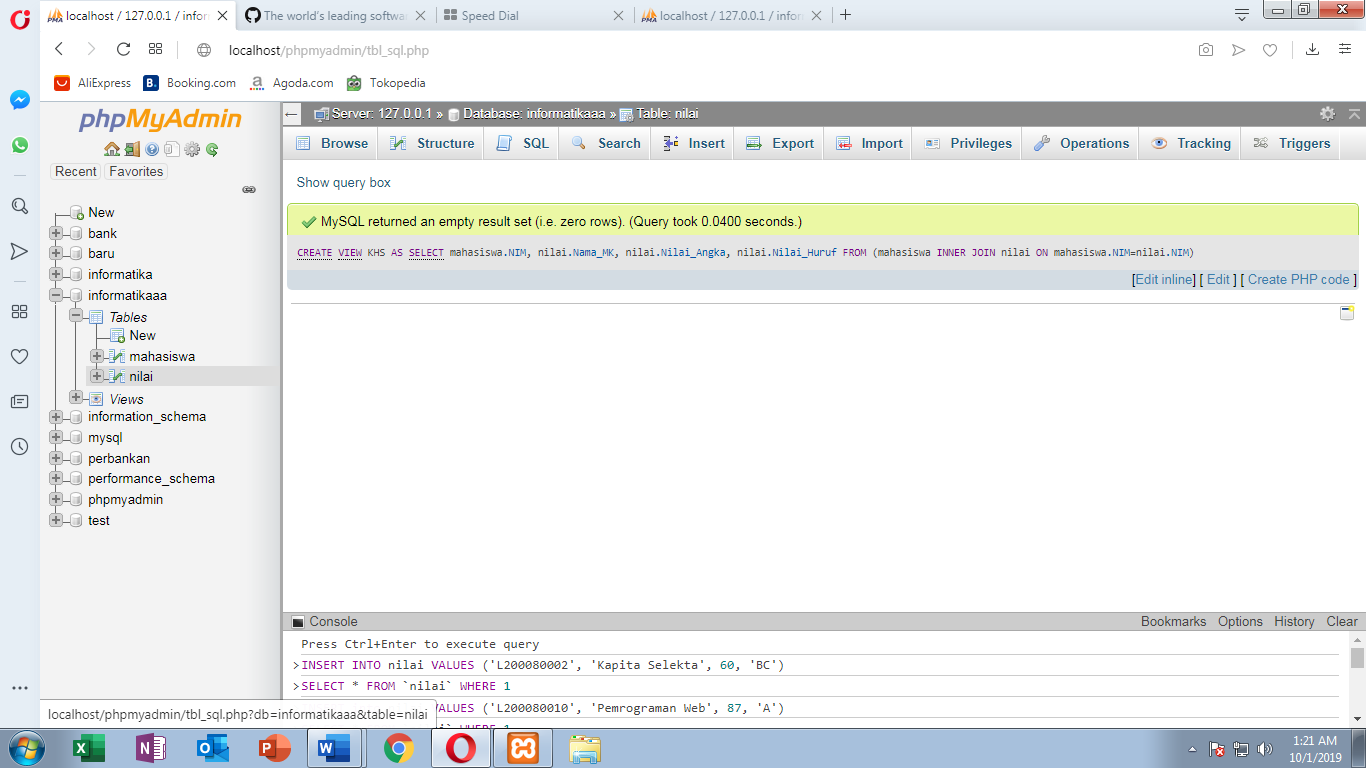 localhost / 127.0.0.1 / infor
The world's leading softwa
Speed Dial
localhost / 127.0.0.1 / infor
localhost/phpmyadmin/tbl_sql.php
AliExpress
B.
Booking.com
a
Agoda.com
Tokopedia
phpMyAdmin
Recent
Favorites
New
bank
baru
informatika
informatikaaa
Tables
New
mahasiswa
nilai
Views
information_schema
mysql
perbankan
performance_schema
phpmyadmin
test
Server: 127.0.0.1 » Database: informatikaaa » Table: nilai
Browse
Structure
SQL
Search
Insert
Export
Import
Privileges
Operations
Tracking
Triggers
Show query box
MySQL returned an empty result set (i.e. zero rows). (Query took 0.0400 seconds.)
CREATE VIEW KHS AS SELECT mahasiswa.NIM, nilai.Nama_MK, nilai.Nilai_Angka, nilai.Nilai_Huruf FROM (mahasiswa INNER JOIN nilai ON mahasiswa.NIM=nilai.NIM)
[Edit inline] [ Edit ] [ Create PHP code ]
Console
Bookmarks
Options
History
Clear
Press Ctrl+Enter to execute query
>INSERT INTO nilai VALUES ('L200080002', 'Kapita Selekta', 60, 'BC')
>SELECT * FROM `nilai` WHERE 1
VALUES ('L200080010', 'Pemrograman Web', 87, 'A')
localhost/phpmyadmin/tbl_sql.php?db=informatikaaa&table=nilai
1:21 AM
10/1/2019